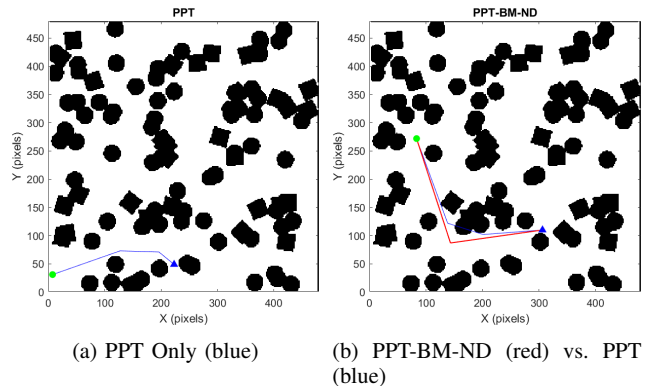 PPT
PPT-BM-ND
450
400
350
300
250
200
150
100
50
0
Y (pixels)
0 100 200 300 400
X (pixels)
450
400
350
300
250
200
150
100
50
0
Y (pixels)
0 100 200 300 400
X (pixels)
(a) PPT Only (blue)
(b) PPT-BM-ND (red) vs. PPT
(blue)